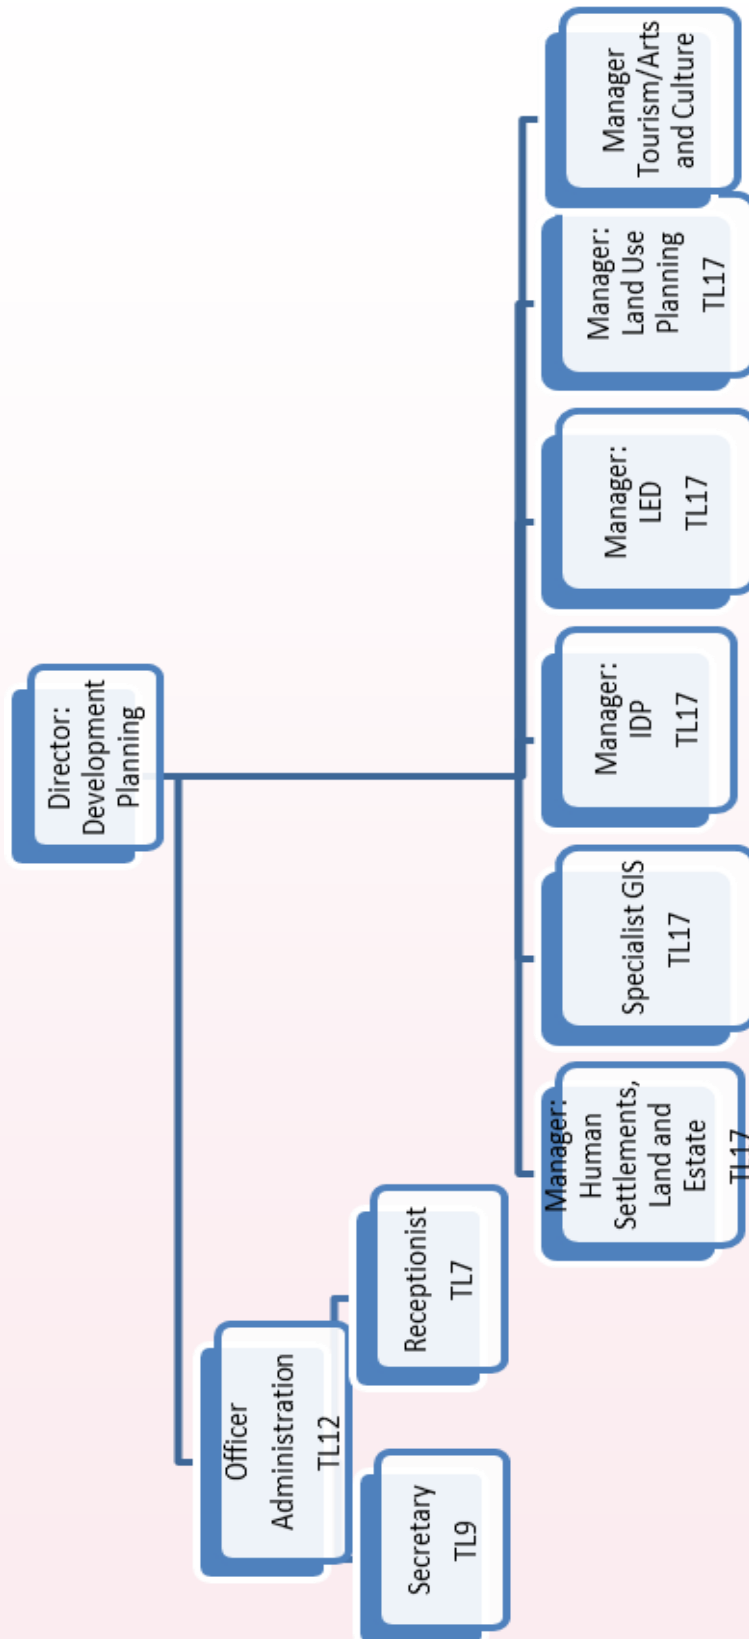 Director:
Development
Planning
Officer
Administration
TL12
Secretary
TL9
Receptionist
TL7
Manager:
Human
Settlements,
Land and
Estate
TL17
Specialist GIS
TL17
Manager:
IDP
TL17
Manager:
LED
TL17
Manager:
Land Use
Planning
TL17
Manager
Tourism/Arts
and Culture